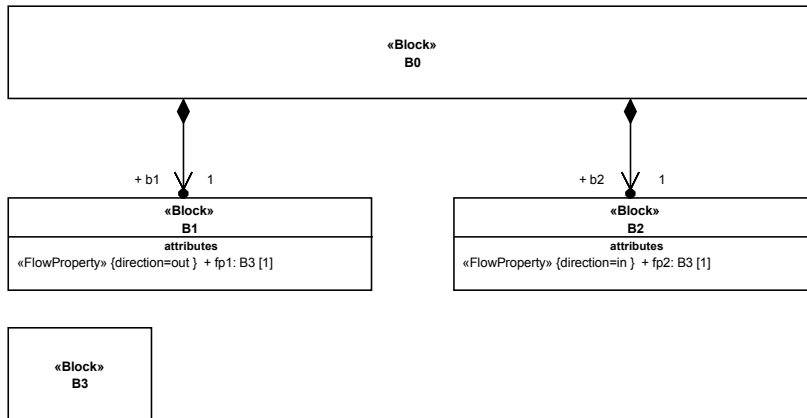 «Block»
B0
+ b1 1
+ b2 1
«Block»
B1
attributes
«FlowProperty» {direction=out } + fp1: B3 [1]
«Block»
B2
attributes
«FlowProperty» {direction=in } + fp2: B3 [1]
«Block»
B3